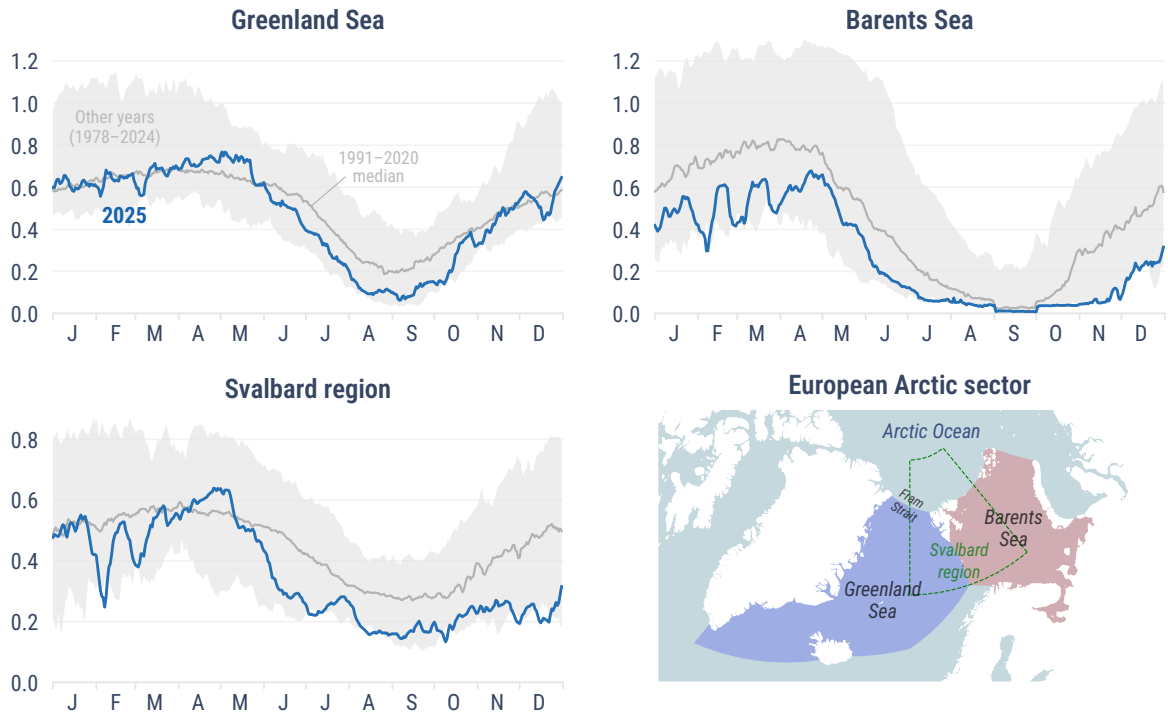 Greenland Sea
1.2
1.0
0.8
0.6
0.4
0.2
0.0
Other years
(1978–2024)
1991–2020
median
2025
J F M A M J J A S O N D
Barents Sea
1.2
1.0
0.8
0.6
0.4
0.2
0.0
J F M A M J J A S O N D
Svalbard region
0.8
0.6
0.4
0.2
0.0
J F M A M J J A S O N D
European Arctic sector
Arctic Ocean
Fram
Strait
Barents
Sea
Svalbard
region
Greenland
Sea